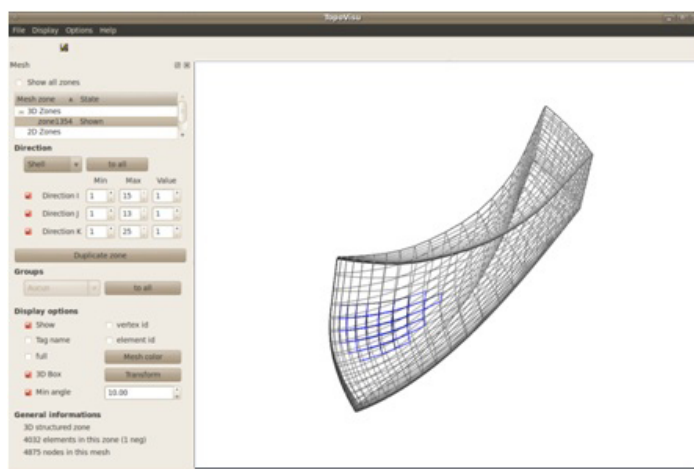 TopoVisu
File Display Options Help
Mesh
Show all zones
Mesh zone State
3D Zones
zone1354 Shown
2D Zones
Direction
Shell to all
Min Max Value
Direction I 1 15 1
Direction J 1 13 1
Direction K 1 25 1
Duplicate zone
Groups
Aucun to all
Display options
Show vertex id
Tag name element id
full Mesh color
3D Box Transform
Min angle 10.00
General informations
3D structured zone
4032 elements in this zone (1 neg)
4875 nodes in this mesh